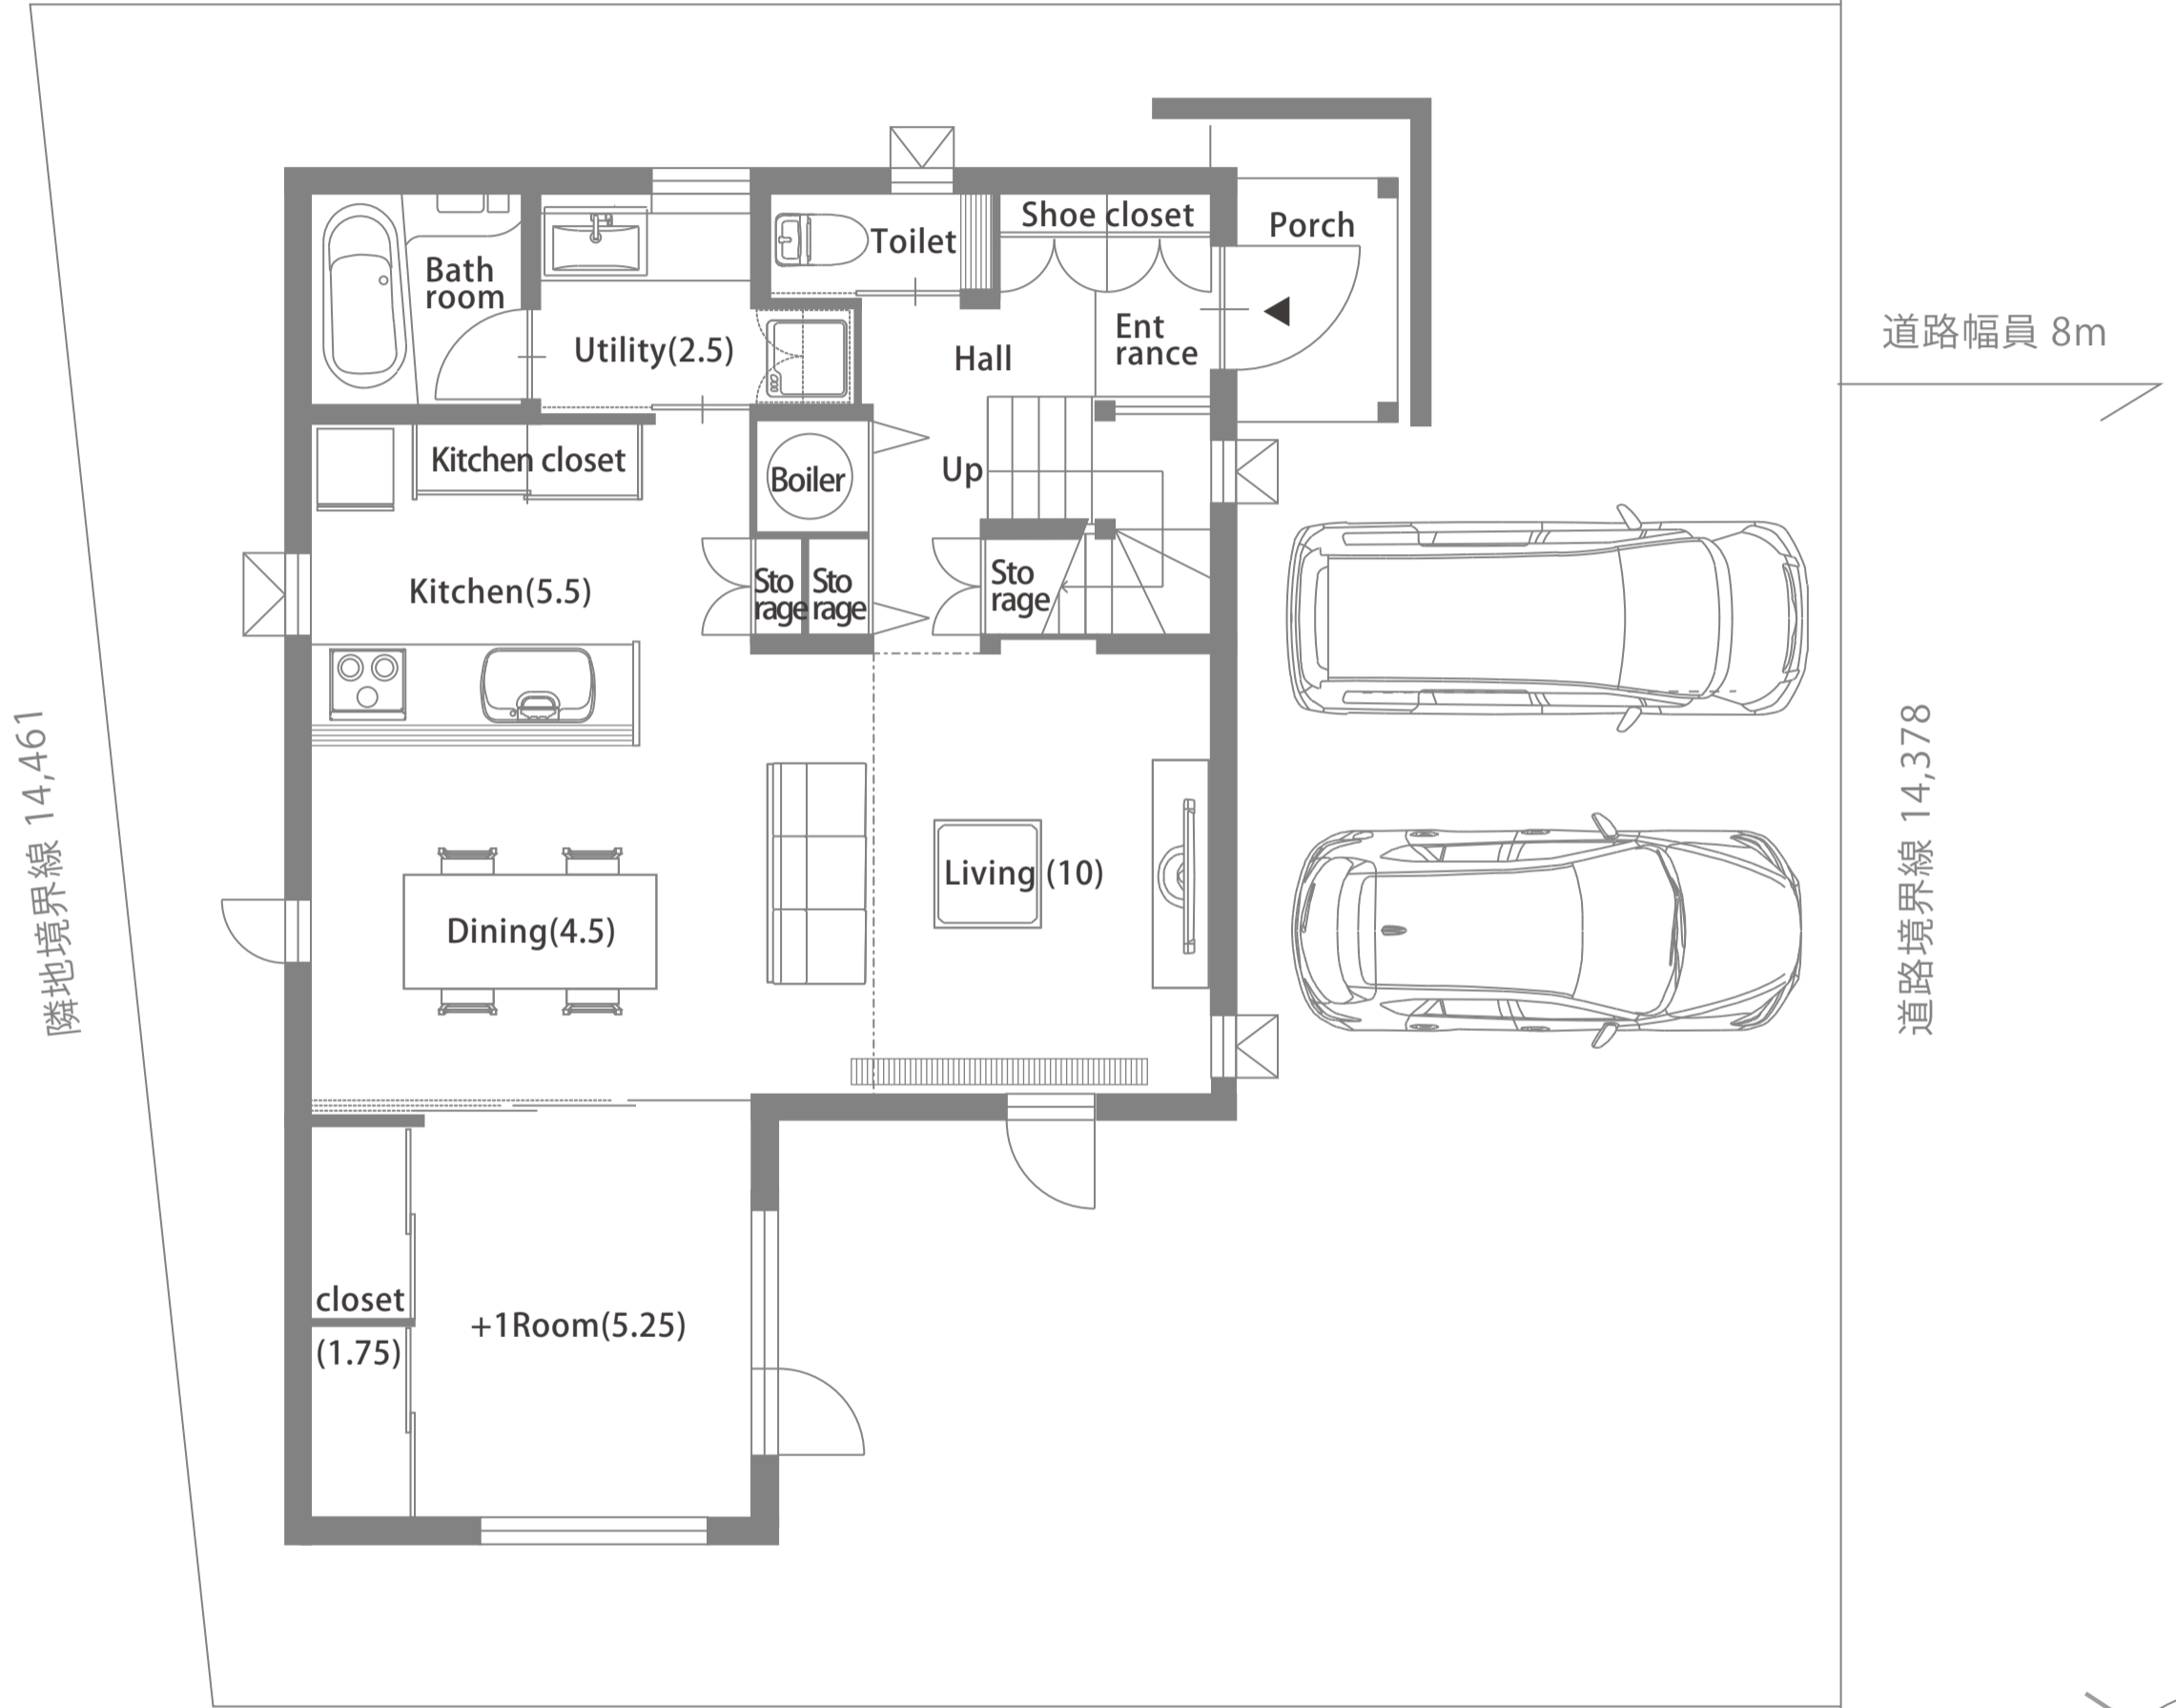 Shoe closet
Porch
Toilet
Bath
room
Utility(2.5)
Hall
Ent
rance
道路幅員 8m
Kitchen closet
Boiler
Up
Kitchen(5.5)
Sto
rage
Sto
rage
Sto
rage
隣地境界線 14,461
道路境界線 14,378
Living(10)
Dining(4.5)
closet
(1.75)
+1Room(5.25)